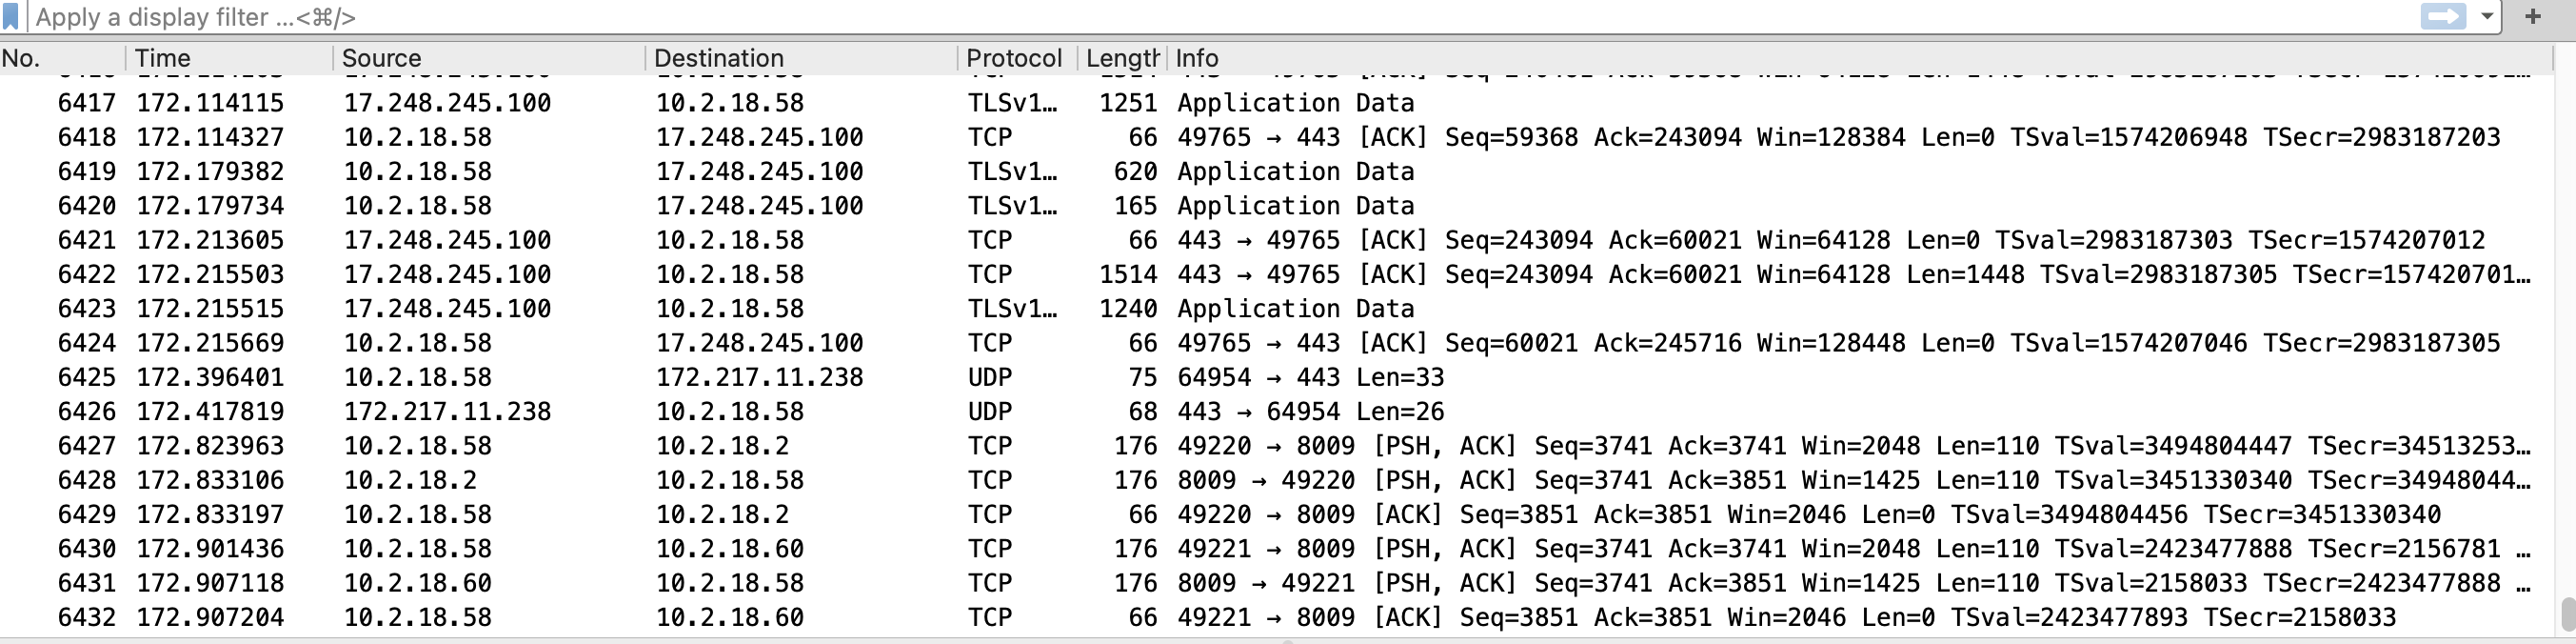 Apply a display filter ...<⌘/>
No. Time Source Destination Protocol Length Info
6417 172.114115 17.248.245.100 10.2.18.58 TLSv1… 1251 Application Data
6418 172.114327 10.2.18.58 17.248.245.100 TCP 66 49765 → 443 [ACK] Seq=59368 Ack=243094 Win=128384 Len=0 TSval=1574206948 TSecr=2983187203
6419 172.179382 10.2.18.58 17.248.245.100 TLSv1… 620 Application Data
6420 172.179734 10.2.18.58 17.248.245.100 TLSv1… 165 Application Data
6421 172.213605 17.248.245.100 10.2.18.58 TCP 66 443 → 49765 [ACK] Seq=243094 Ack=60021 Win=64128 Len=0 TSval=2983187303 TSecr=1574207012
6422 172.215503 17.248.245.100 10.2.18.58 TCP 1514 443 → 49765 [ACK] Seq=243094 Ack=60021 Win=64128 Len=1448 TSval=2983187305 TSecr=157420701…
6423 172.215515 17.248.245.100 10.2.18.58 TLSv1… 1240 Application Data
6424 172.215669 10.2.18.58 17.248.245.100 TCP 66 49765 → 443 [ACK] Seq=60021 Ack=245716 Win=128448 Len=0 TSval=1574207046 TSecr=2983187305
6425 172.396401 10.2.18.58 172.217.11.238 UDP 75 64954 → 443 Len=33
6426 172.417819 172.217.11.238 10.2.18.58 UDP 68 443 → 64954 Len=26
6427 172.823963 10.2.18.58 10.2.18.2 TCP 176 49220 → 8009 [PSH, ACK] Seq=3741 Ack=3741 Win=2048 Len=110 TSval=3494804447 TSecr=34513253…
6428 172.833106 10.2.18.2 10.2.18.58 TCP 176 8009 → 49220 [PSH, ACK] Seq=3741 Ack=3851 Win=1425 Len=110 TSval=3451330340 TSecr=34948044…
6429 172.833197 10.2.18.58 10.2.18.2 TCP 66 49220 → 8009 [ACK] Seq=3851 Ack=3851 Win=2046 Len=0 TSval=3494804456 TSecr=3451330340
6430 172.901436 10.2.18.58 10.2.18.60 TCP 176 49221 → 8009 [PSH, ACK] Seq=3741 Ack=3741 Win=2048 Len=110 TSval=2423477888 TSecr=2156781 …
6431 172.907118 10.2.18.60 10.2.18.58 TCP 176 8009 → 49221 [PSH, ACK] Seq=3741 Ack=3851 Win=1425 Len=110 TSval=2158033 TSecr=2423477888 …
6432 172.907204 10.2.18.58 10.2.18.60 TCP 66 49221 → 8009 [ACK] Seq=3851 Ack=3851 Win=2046 Len=0 TSval=2423477893 TSecr=2158033